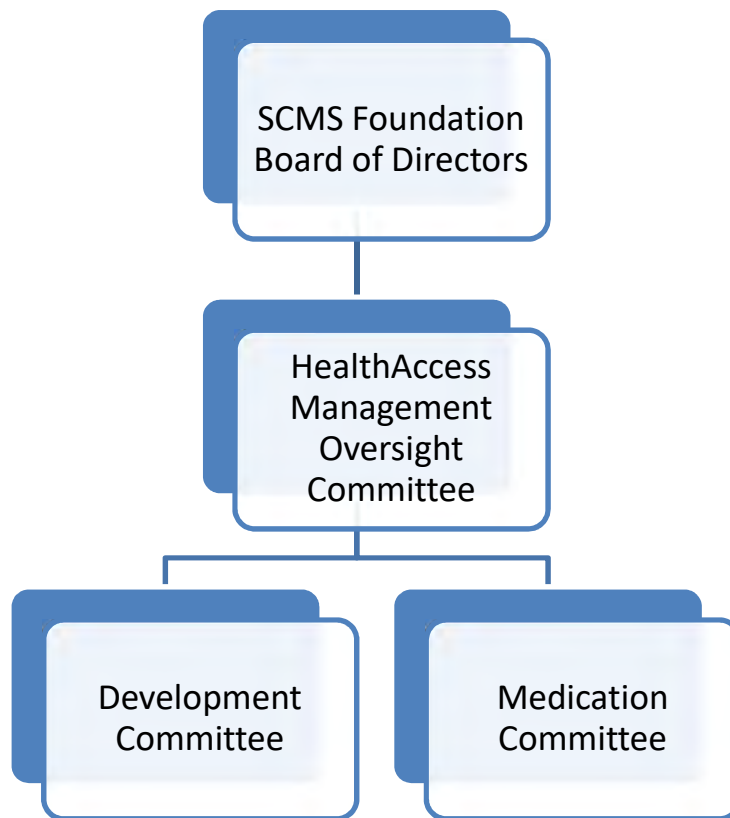 SCMS Foundation
Board of Directors
HealthAccess
Management
Oversight
Committee
Development
Committee
Medication
Committee